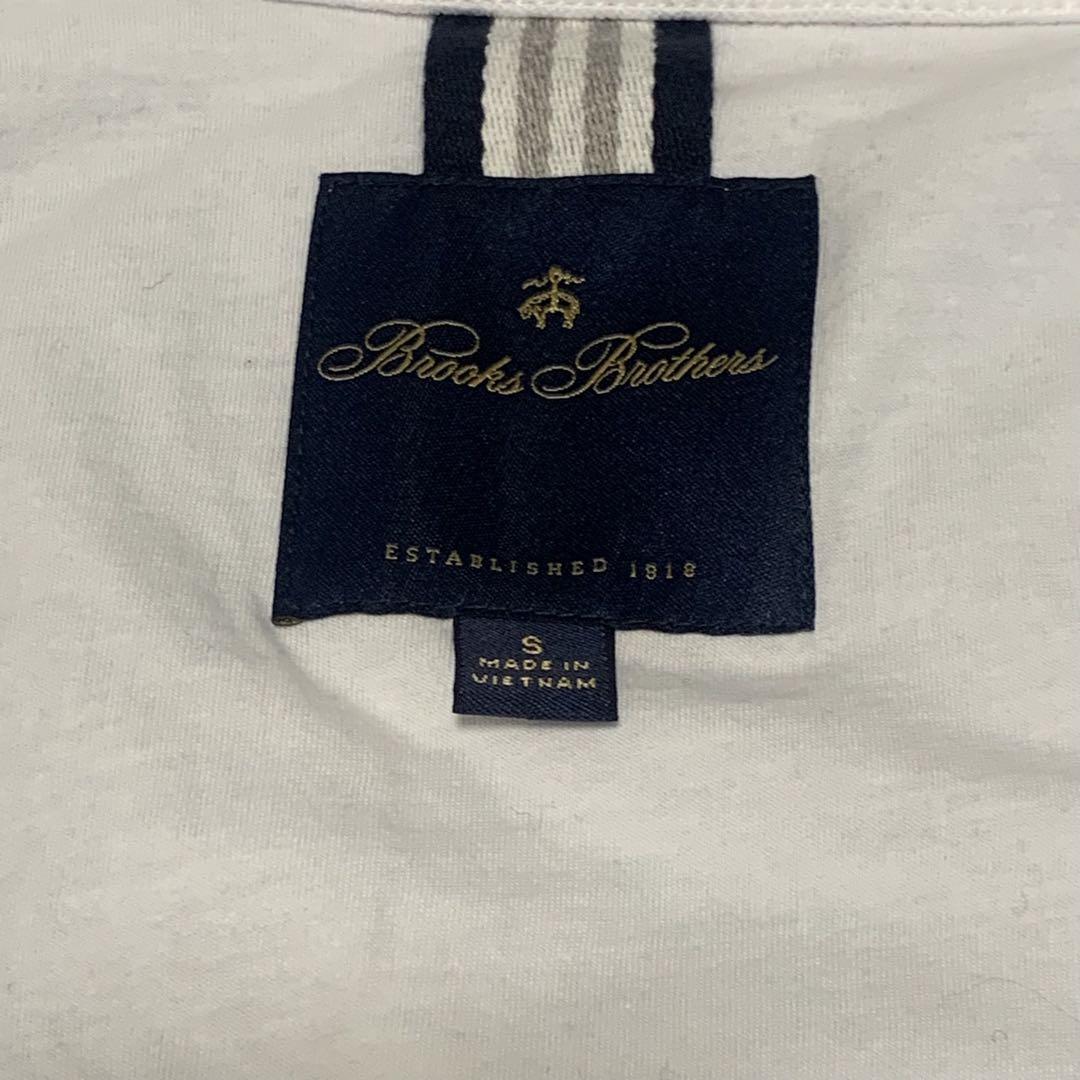 Brooks Brothers
ESTABLISHED 1818
S
MADE IN
VIETNAM